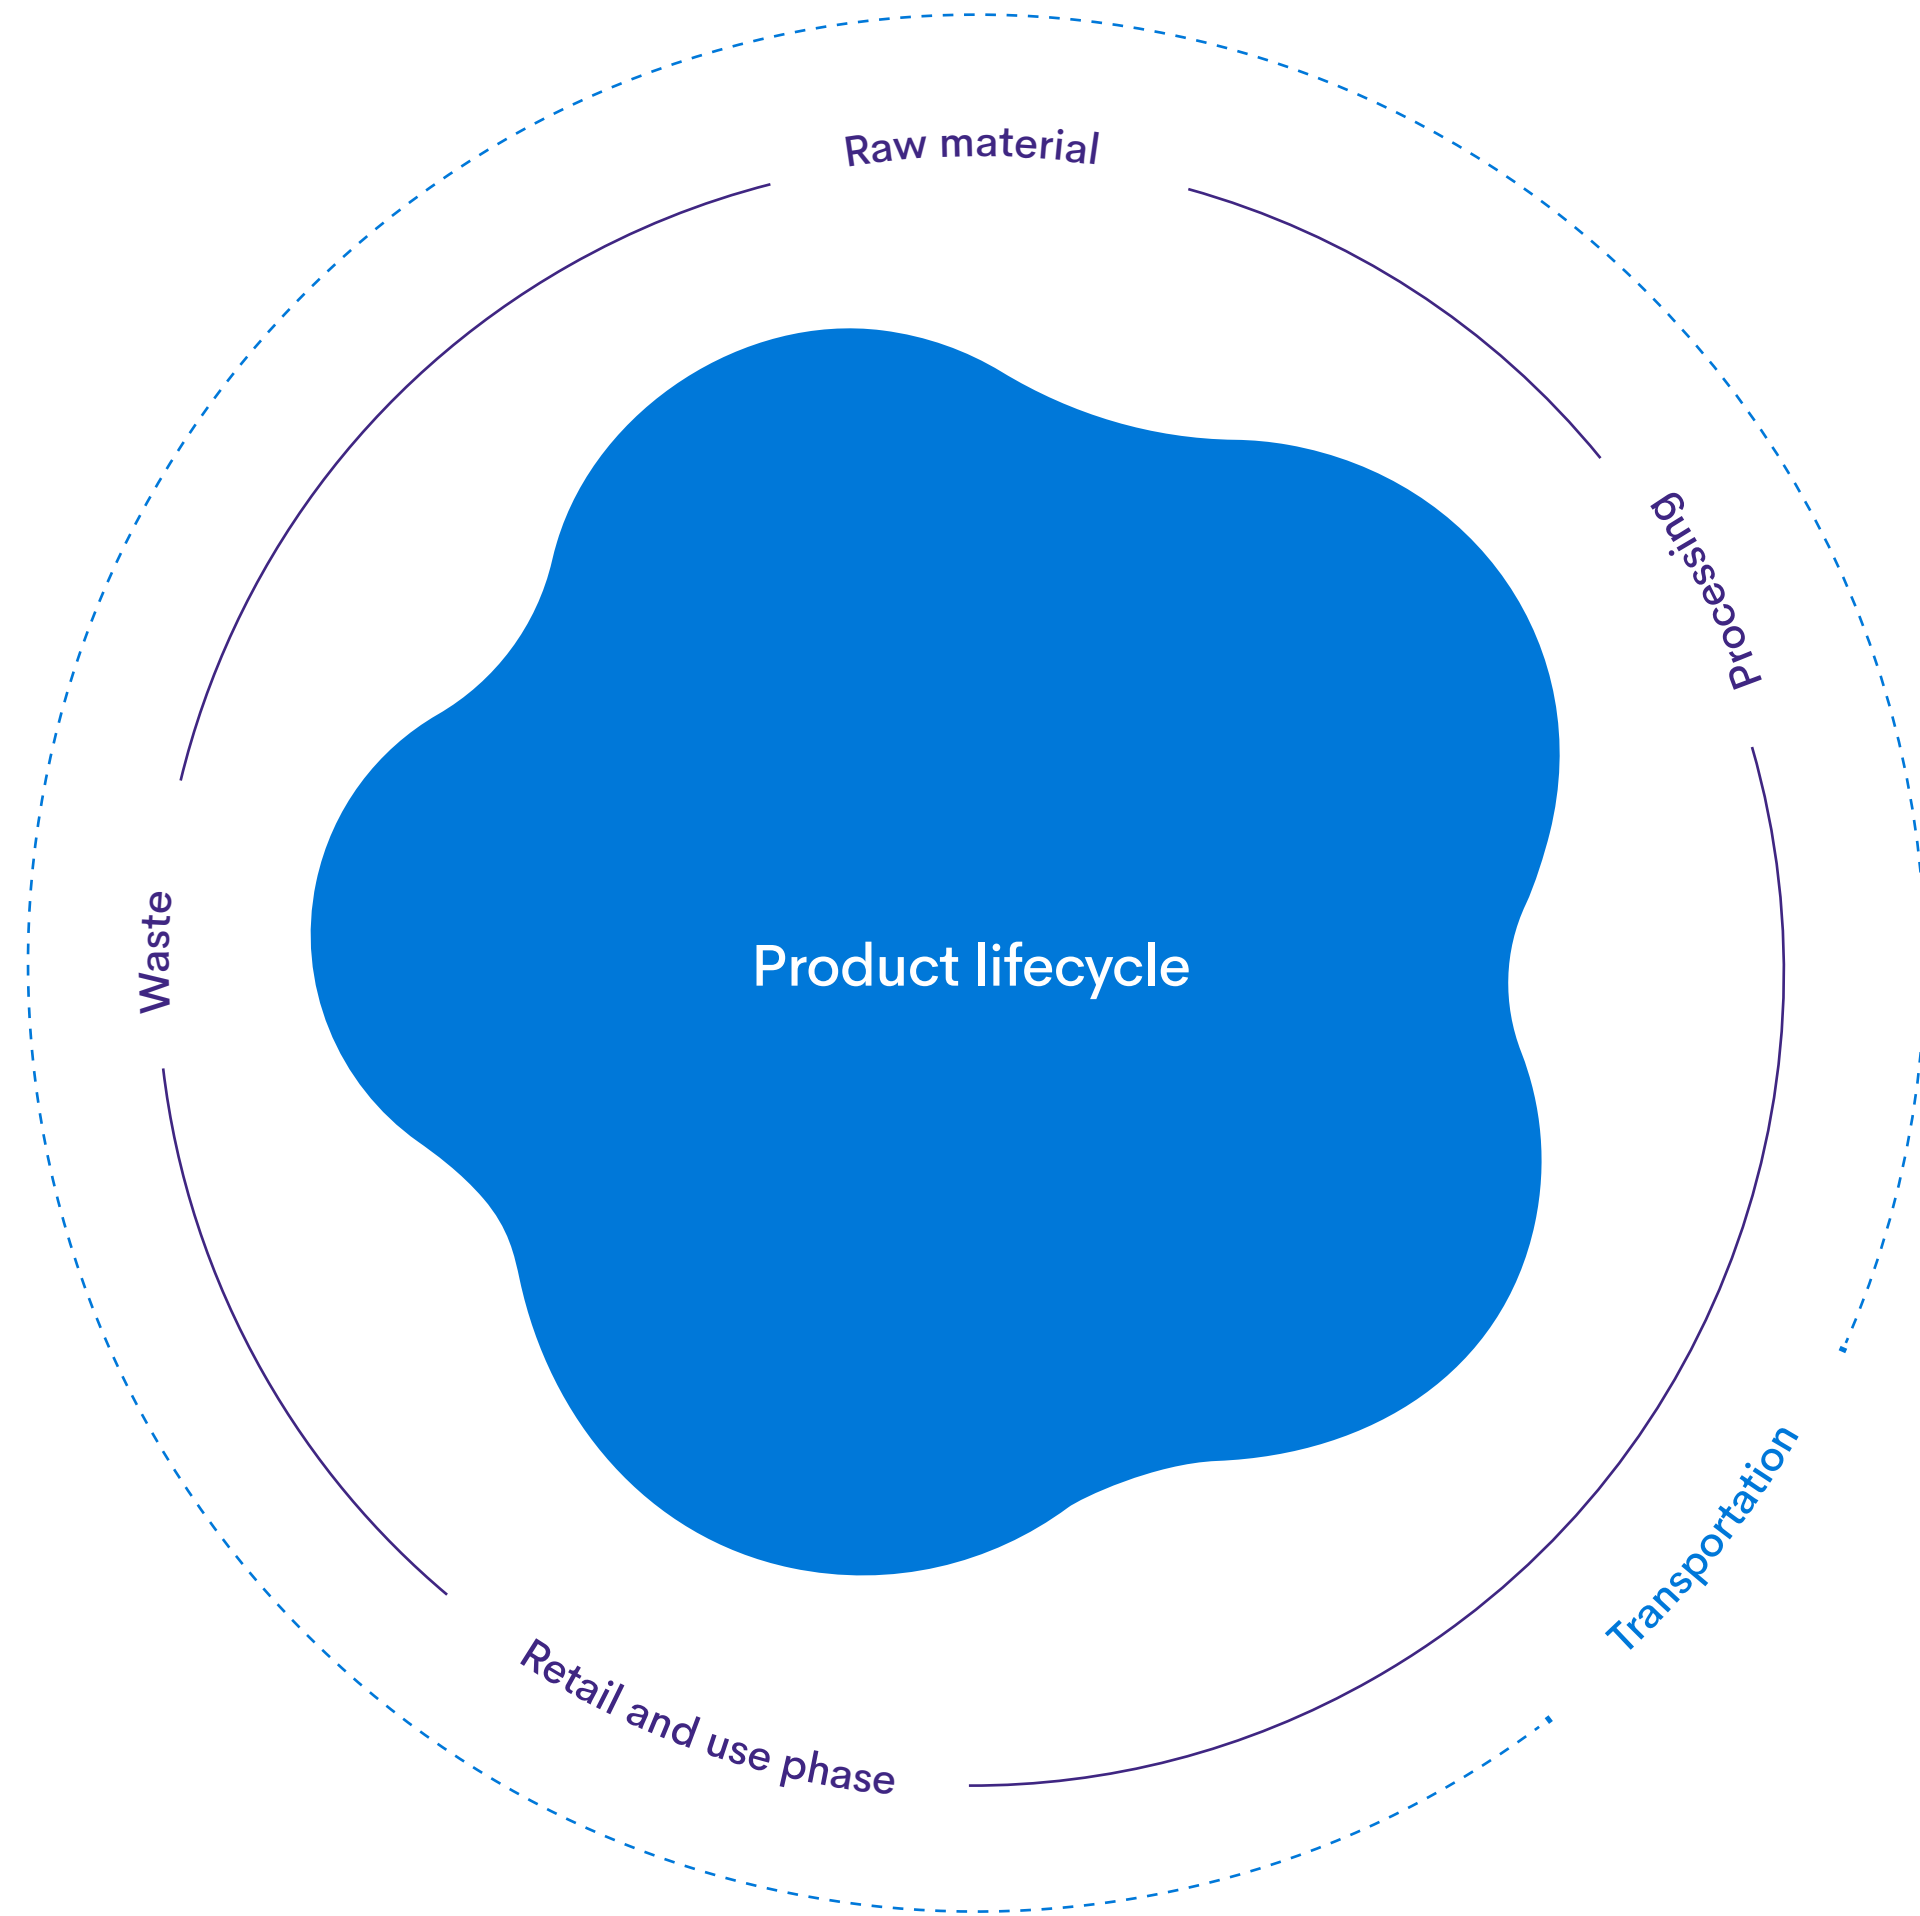 Raw material
Processing
Transportation
Retail and use phase
Waste
Product lifecycle